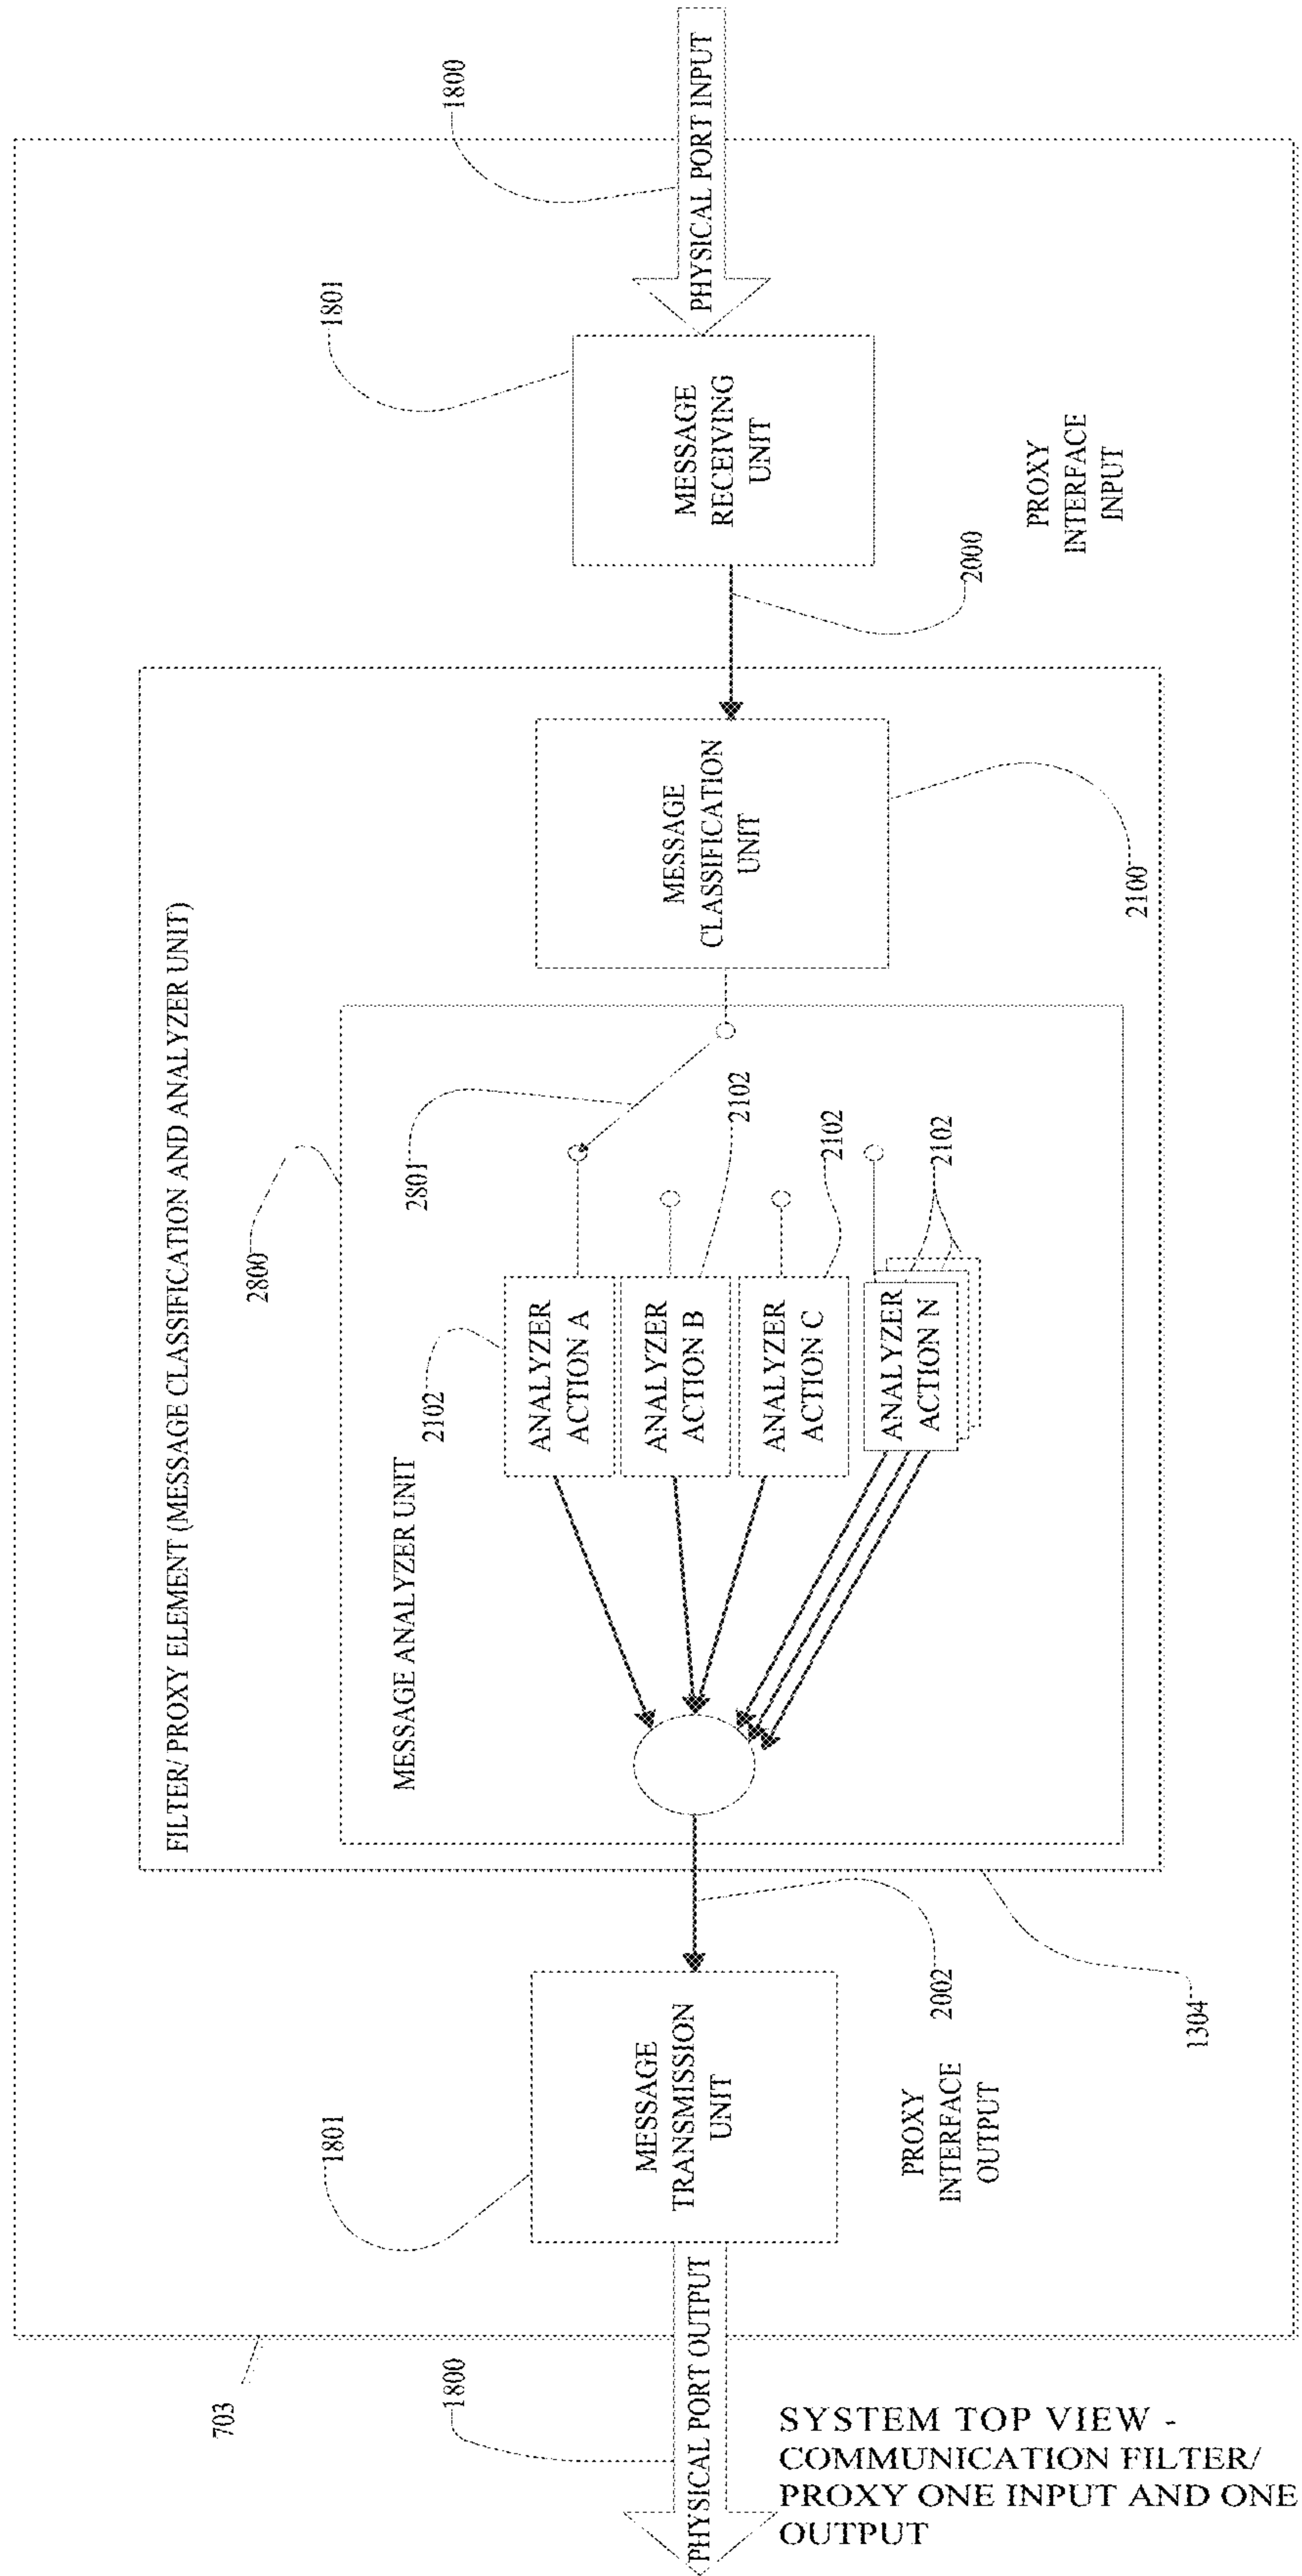 703
1800
PHYSICAL PORT OUTPUT
1801
MESSAGE
TRANSMISSION
UNIT
PROXY
INTERFACE
OUTPUT
2002
1304
FILTER/ PROXY ELEMENT (MESSAGE CLASSIFICATION AND ANALYZER UNIT)
2800
MESSAGE ANALYZER UNIT
2102
ANALYZER
ACTION A
ANALYZER
ACTION B
ANALYZER
ACTION C
ANALYZER
ACTION N
2801
2102
2102
2102
MESSAGE
CLASSIFICATION
UNIT
2100
2000
1801
MESSAGE
RECEIVING
UNIT
PROXY
INTERFACE
INPUT
1800
PHYSICAL PORT INPUT
SYSTEM TOP VIEW -
COMMUNICATION FILTER/
PROXY ONE INPUT AND ONE
OUTPUT